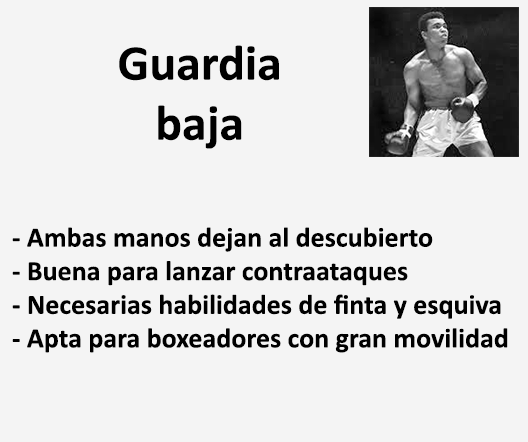 Guardia
baja
- Ambas manos dejan al descubierto
- Buena para lanzar contraataques
- Necesarias habilidades de finta y esquiva
- Apta para boxeadores con gran movilidad